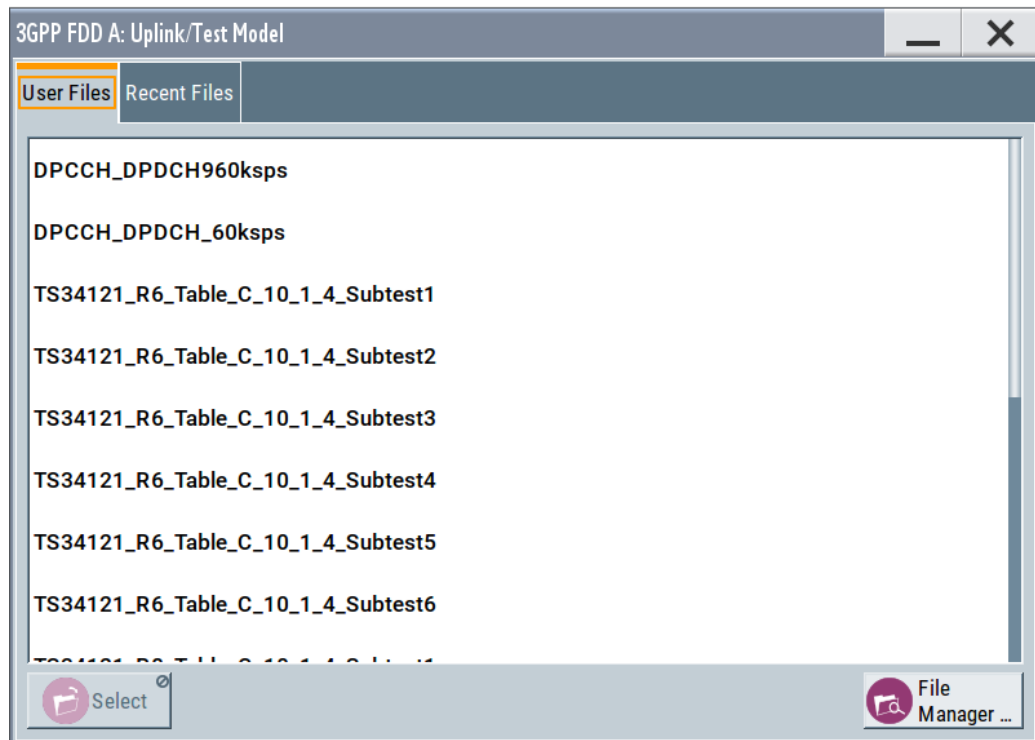 3GPP FDD A: Uplink/Test Model
User Files Recent Files
DPCCH_DPDCH960ksps
DPCCH_DPDCH_60ksps
TS34121_R6_Table_C_10_1_4_Subtest1
TS34121_R6_Table_C_10_1_4_Subtest2
TS34121_R6_Table_C_10_1_4_Subtest3
TS34121_R6_Table_C_10_1_4_Subtest4
TS34121_R6_Table_C_10_1_4_Subtest5
TS34121_R6_Table_C_10_1_4_Subtest6
Select
File
Manager ...